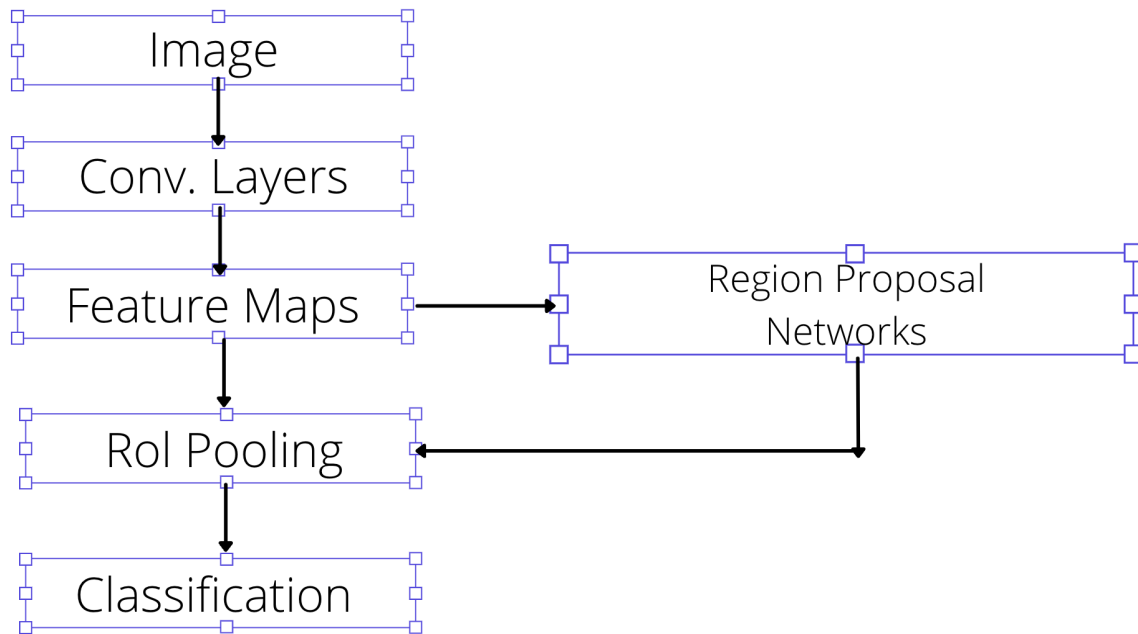 Image
Conv. Layers
Feature Maps
Region Proposal
Networks
RoI Pooling
Classification